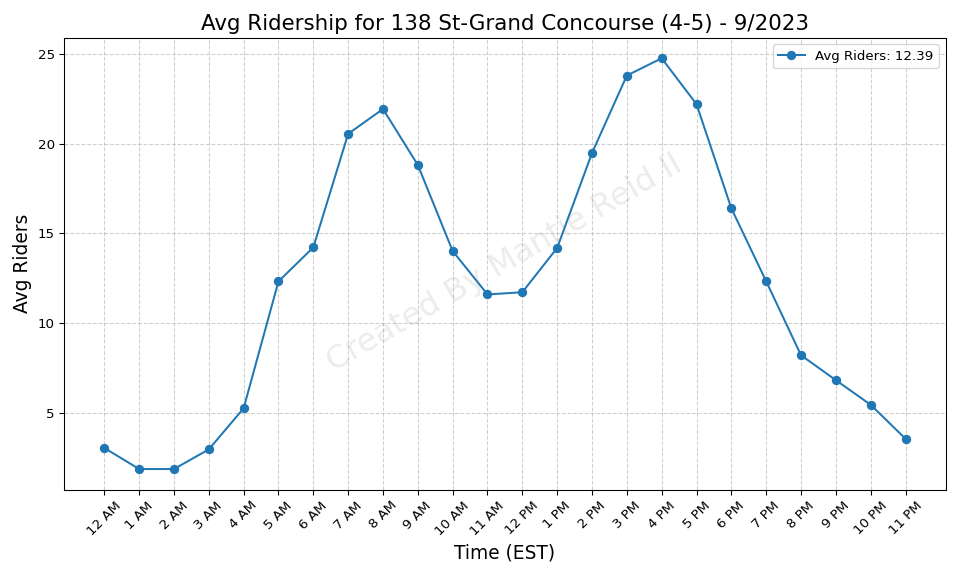 Avg Ridership for 138 St-Grand Concourse (4-5) - 9/2023
Avg Riders: 12.39
25
20
15
10
5
Avg Riders
Created By Mantle Reid II
12 AM
1 AM
2 AM
3 AM
4 AM
5 AM
6 AM
7 AM
8 AM
9 AM
10 AM
11 AM
12 PM
1 PM
2 PM
3 PM
4 PM
5 PM
6 PM
7 PM
8 PM
9 PM
10 PM
11 PM
Time (EST)